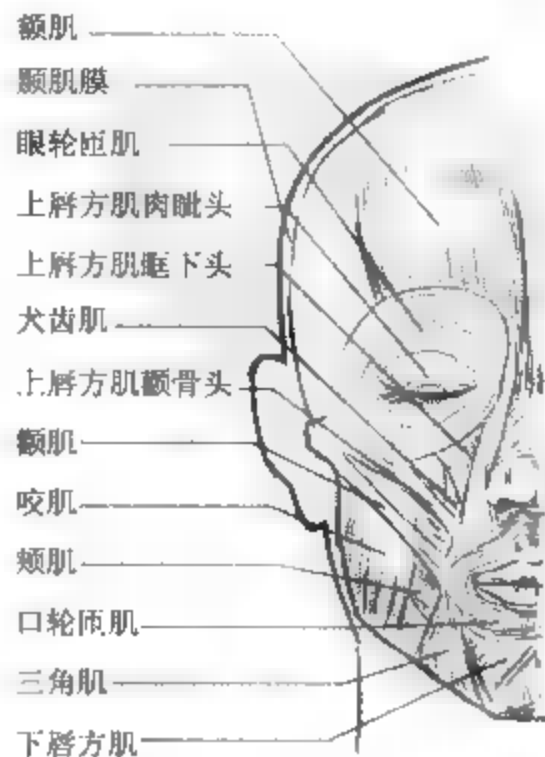 额肌
颞肌膜
眼轮匝肌
上唇方肌内眦头
上唇方肌眶下头
犬齿肌
上唇方肌颧骨头
颧肌
咬肌
颊肌
口轮匝肌
三角肌
下唇方肌